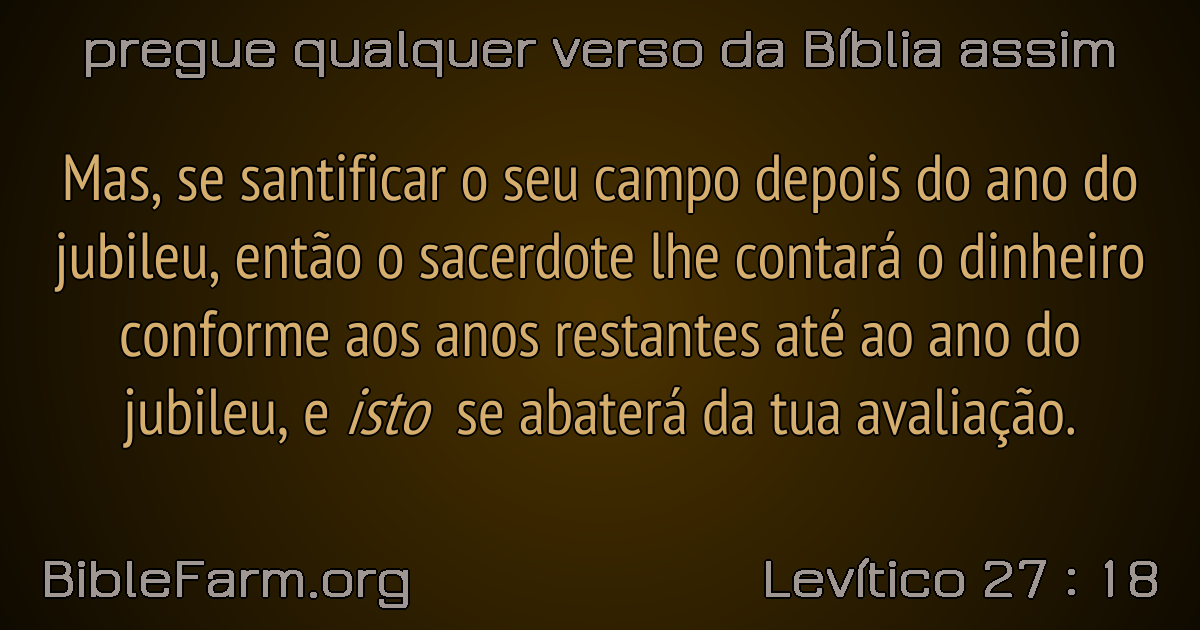 pregue qualquer verso da Bíblia assim
Mas, se santificar o seu campo depois do ano do
jubileu, então o sacerdote lhe contará o dinheiro
conforme aos anos restantes até ao ano do
jubileu, e isto se abaterá da tua avaliação.
BibleFarm.org
Levítico 27 : 18